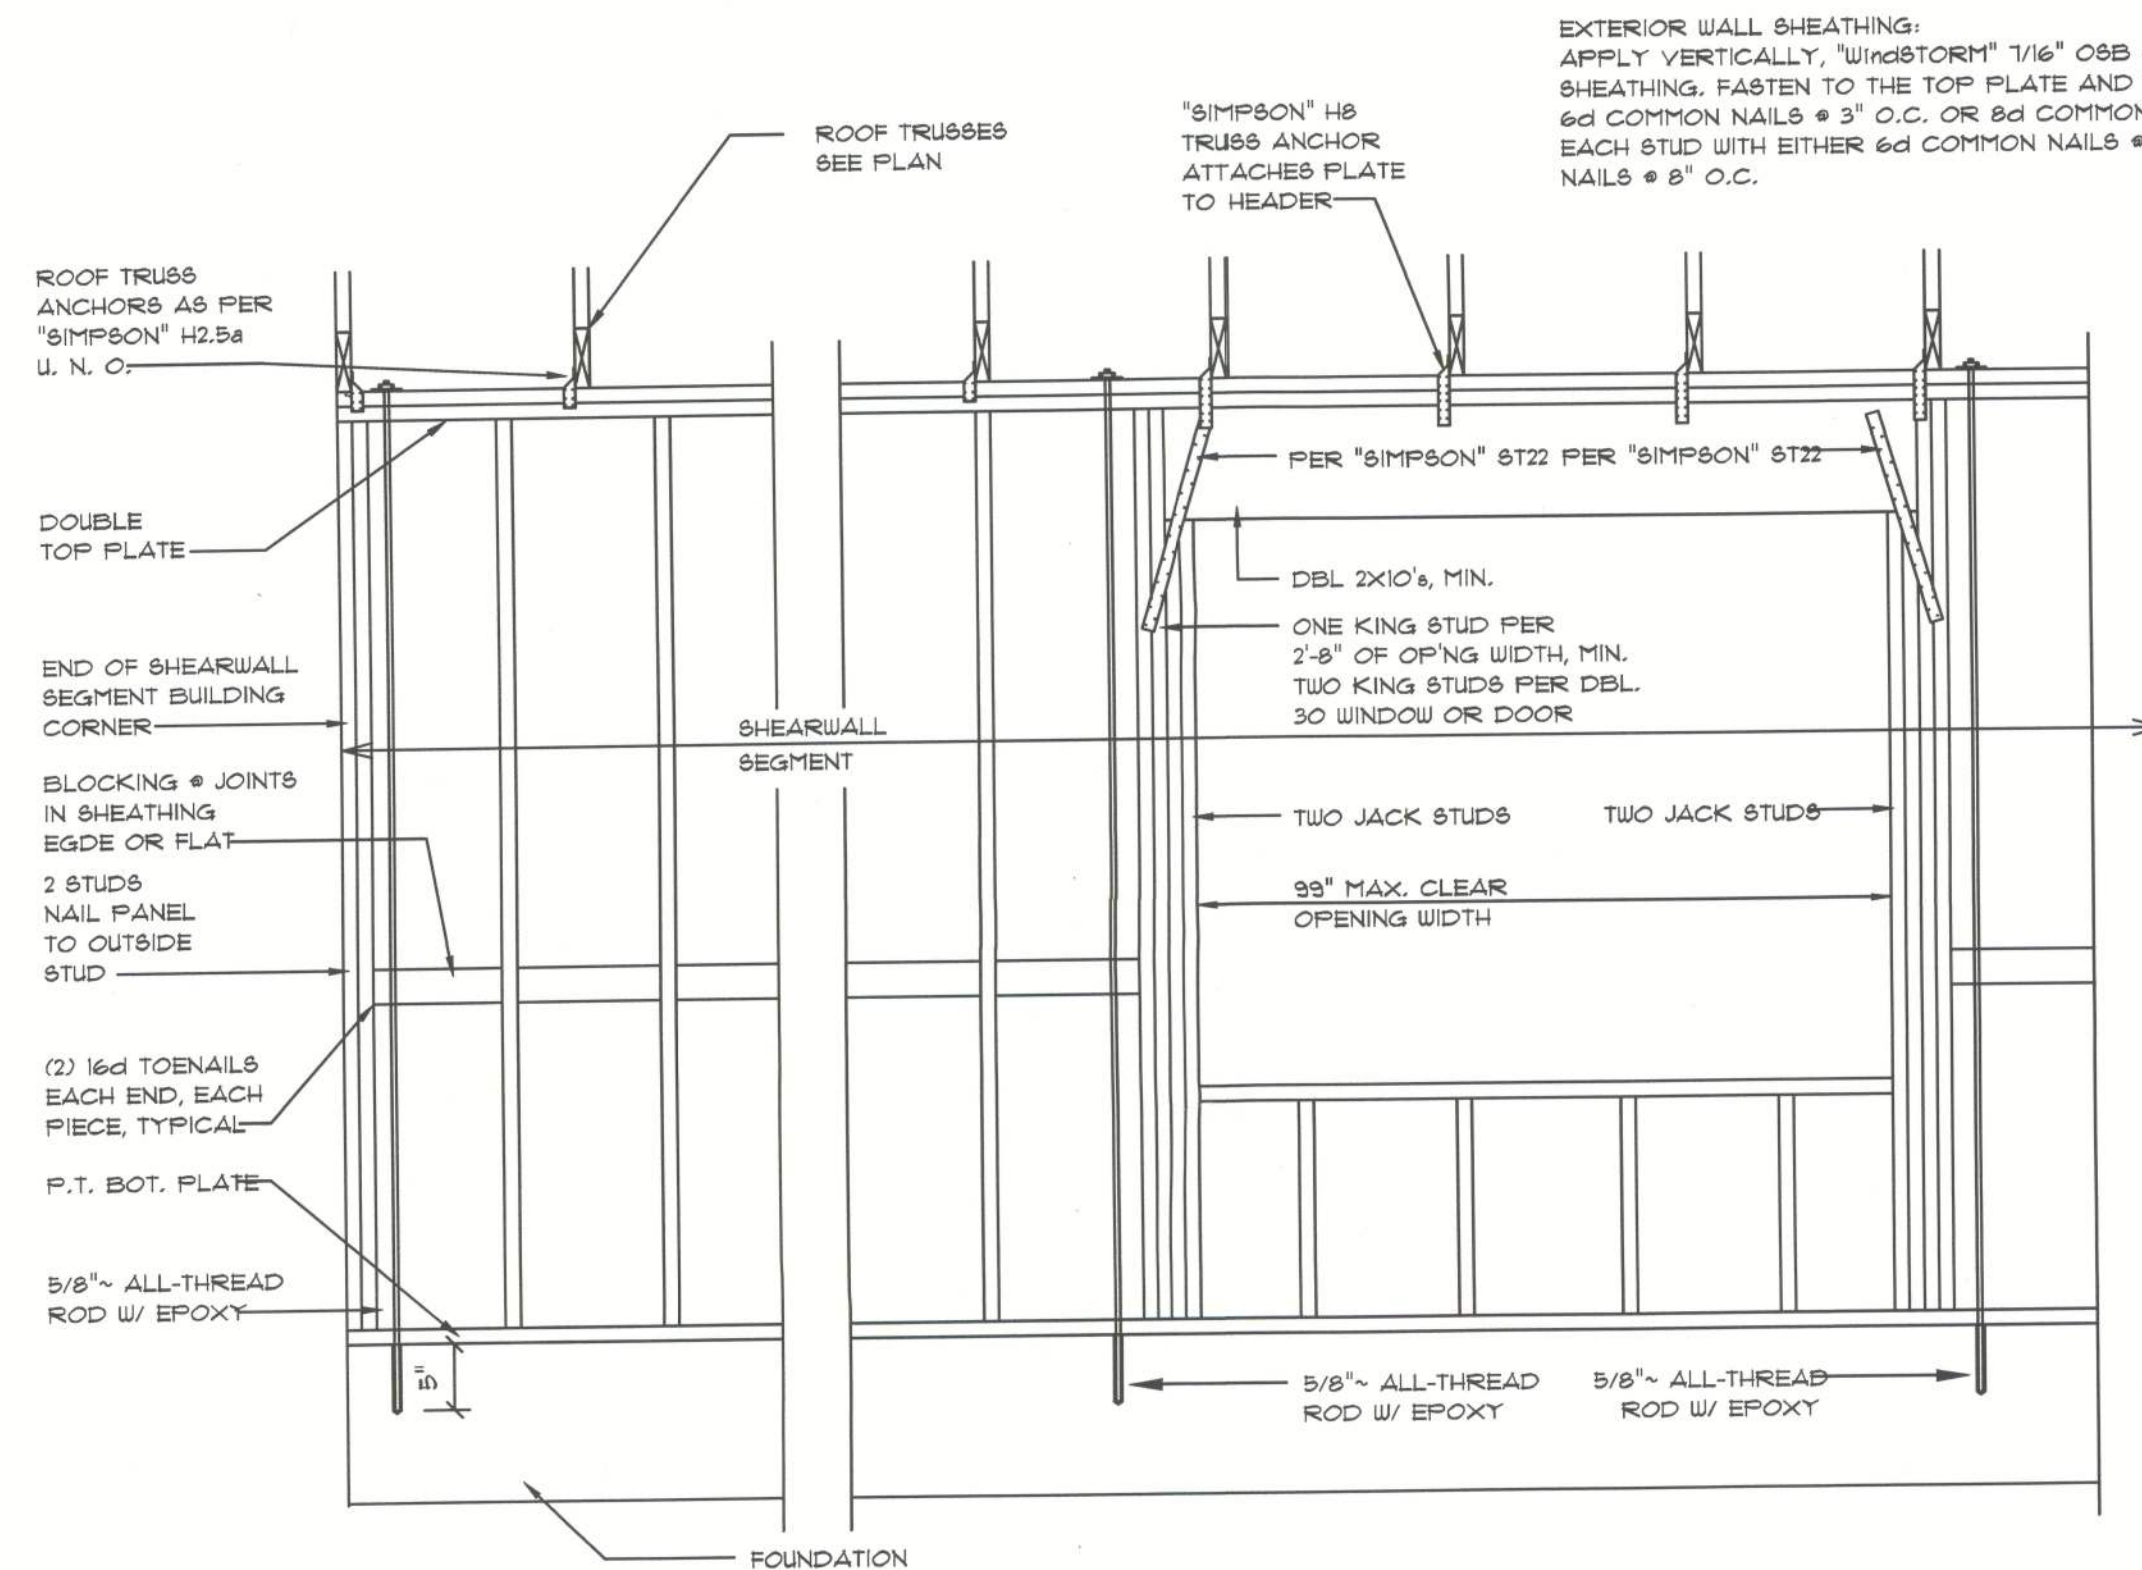 EXTERIOR WALL SHEATHING:
APPLY VERTICALLY, "WindSTORM" 7/16" OSB
SHEATHING. FASTEN TO THE TOP PLATE AND
6d COMMON NAILS @ 3" O.C. OR 8d COMMON
EACH STUD WITH EITHER 6d COMMON NAILS @
NAILS @ 8" O.C.
ROOF TRUSSES
SEE PLAN
"SIMPSON" H8
TRUSS ANCHOR
ATTACHES PLATE
TO HEADER
ROOF TRUSS
ANCHORS AS PER
"SIMPSON" H2.5a
U. N. O.
PER "SIMPSON" ST22 PER "SIMPSON" ST22
DOUBLE
TOP PLATE
DBL 2X10's, MIN.
ONE KING STUD PER
2'-8" OF OP'NG WIDTH, MIN.
TWO KING STUDS PER DBL.
30 WINDOW OR DOOR
END OF SHEARWALL
SEGMENT BUILDING
CORNER
SHEARWALL
SEGMENT
BLOCKING @ JOINTS
IN SHEATHING
EGDE OR FLAT
TWO JACK STUDS
TWO JACK STUDS
2 STUDS
NAIL PANEL
TO OUTSIDE
STUD
99" MAX. CLEAR
OPENING WIDTH
(2) 16d TOENAILS
EACH END, EACH
PIECE, TYPICAL
P.T. BOT. PLATE
5/8"~ ALL-THREAD
ROD W/ EPOXY
5"
5/8"~ ALL-THREAD
ROD W/ EPOXY
5/8"~ ALL-THREAD
ROD W/ EPOXY
FOUNDATION